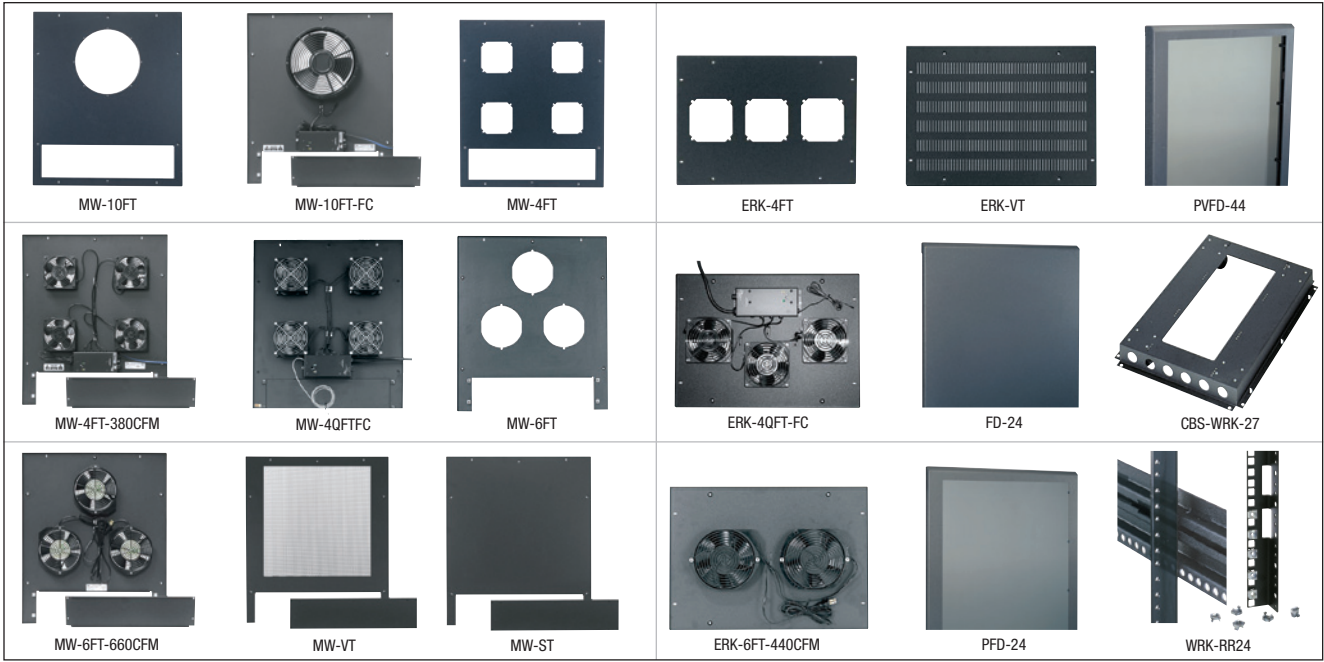 MW-10FT
MW-10FT-FC
MW-4FT
ERK-4FT
ERK-VT
PVFD-44
MW-4FT-380CFM
MW-4QFTFC
MW-6FT
ERK-4QFT-FC
FD-24
CBS-WRK-27
MW-6FT-660CFM
MW-VT
MW-ST
ERK-6FT-440CFM
PFD-24
WRK-RR24